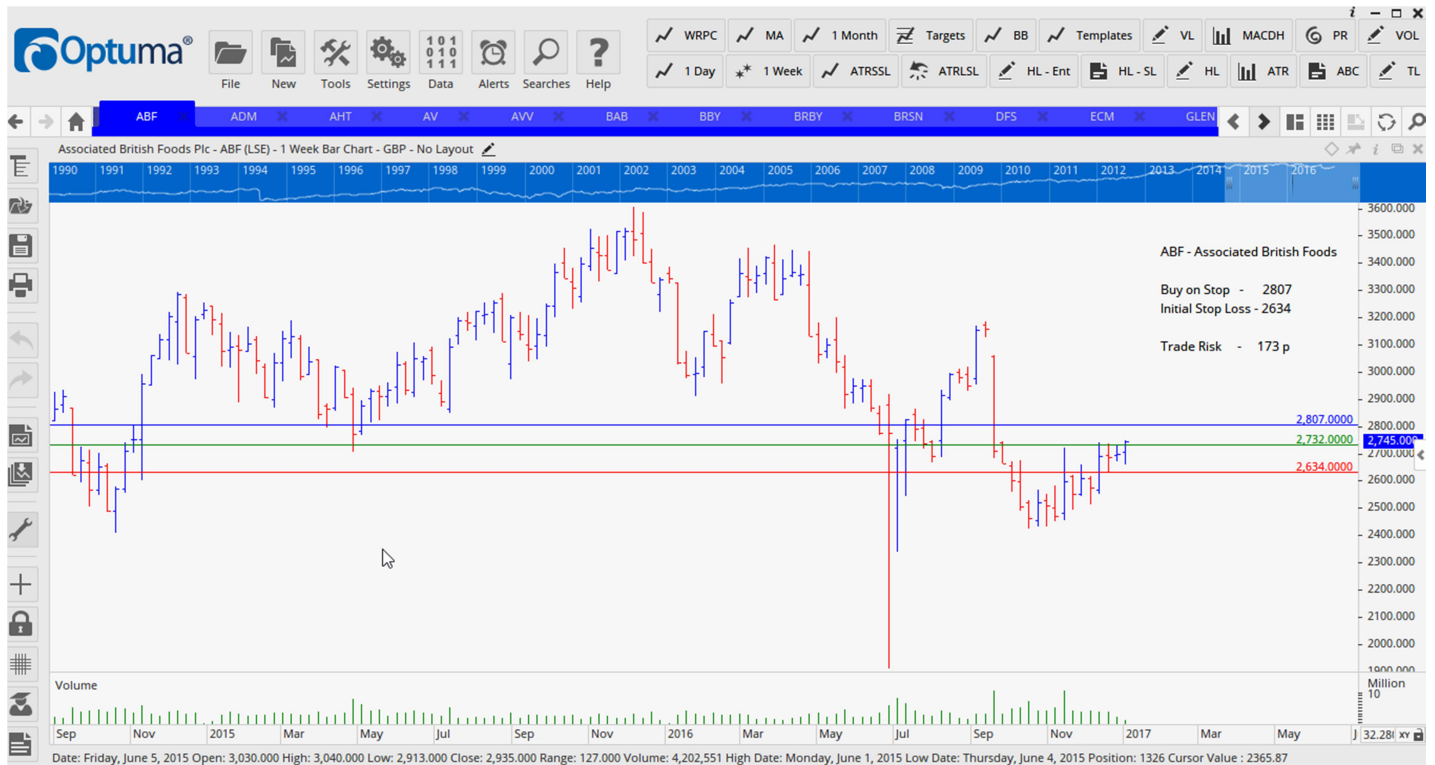 i
Optuma®
File New Tools Settings Data Alerts Searches Help
101
010
111
WRPC MA 1 Month Targets BB Templates VL MACDH PR VOL
1 Day 1 Week ATRSSL ATRLSL HL - Ent HL - SL HL ATR ABC TL
ABF ADM AHT AV AVV BAB BBY BRBY BRSN DFS ECM GLEN
Associated British Foods Plc - ABF (LSE) - 1 Week Bar Chart - GBP - No Layout
1990 1991 1992 1993 1994 1995 1996 1997 1998 1999 2000 2001 2002 2003 2004 2005 2006 2007 2008 2009 2010 2011 2012 2013 2014 2015 2016
3600.000
3500.000
3400.000
3300.000
3200.000
3100.000
3000.000
2900.000
2800.000
2700.000
2600.000
2500.000
2400.000
2300.000
2200.000
2100.000
2000.000
1900.000
ABF - Associated British Foods
Buy on Stop - 2807
Initial Stop Loss - 2634
Trade Risk - 173 p
2,807.0000
2,732.0000
2,745.000
2,634.0000
Volume
Million
10
Sep Nov 2015 Mar May Jul Sep Nov 2016 Mar May Jul Sep Nov 2017 Mar May J
XY
Date: Friday, June 5, 2015 Open: 3,030.000 High: 3,040.000 Low: 2,913.000 Close: 2,935.000 Range: 127.000 Volume: 4,202,551 High Date: Monday, June 1, 2015 Low Date: Thursday, June 4, 2015 Position: 1326 Cursor Value : 2365.87